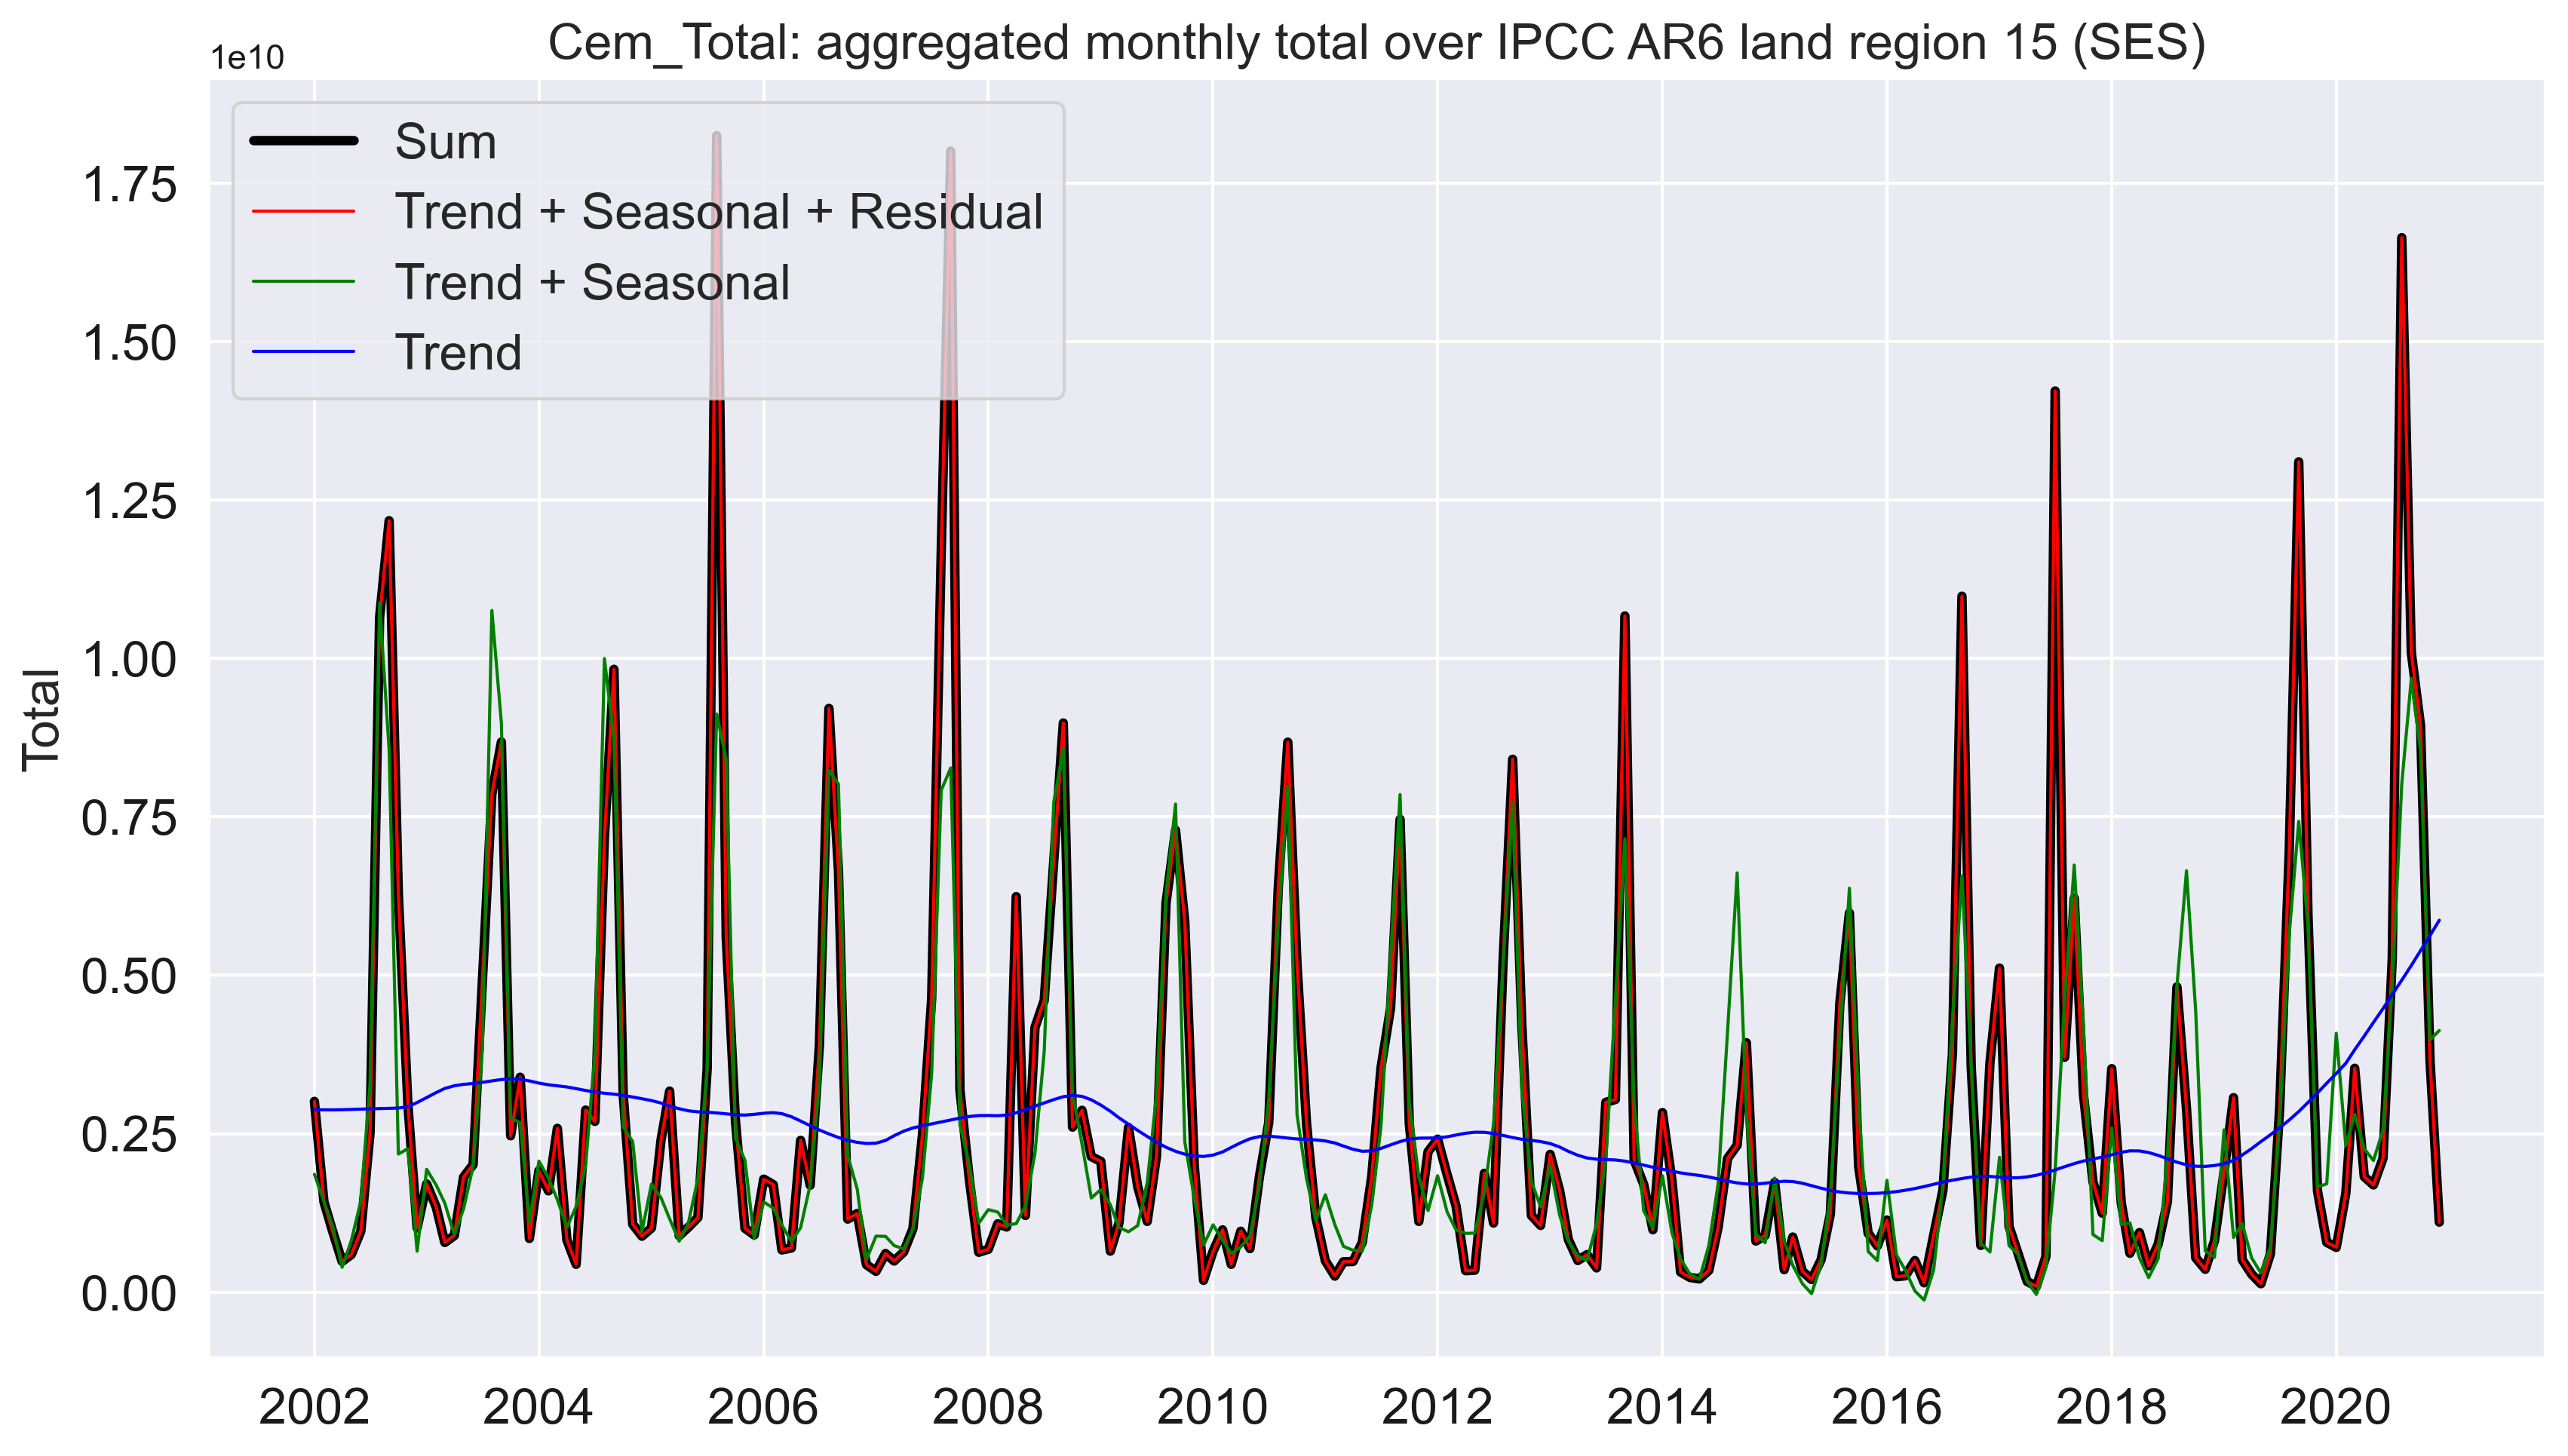 Cem_Total: aggregated monthly total over IPCC AR6 land region 15 (SES)
1e10
Sum
Trend + Seasonal + Residual
Trend + Seasonal
Trend
1.75
1.50
1.25
1.00
0.75
0.50
0.25
0.00
Total
2002 2004 2006 2008 2010 2012 2014 2016 2018 2020